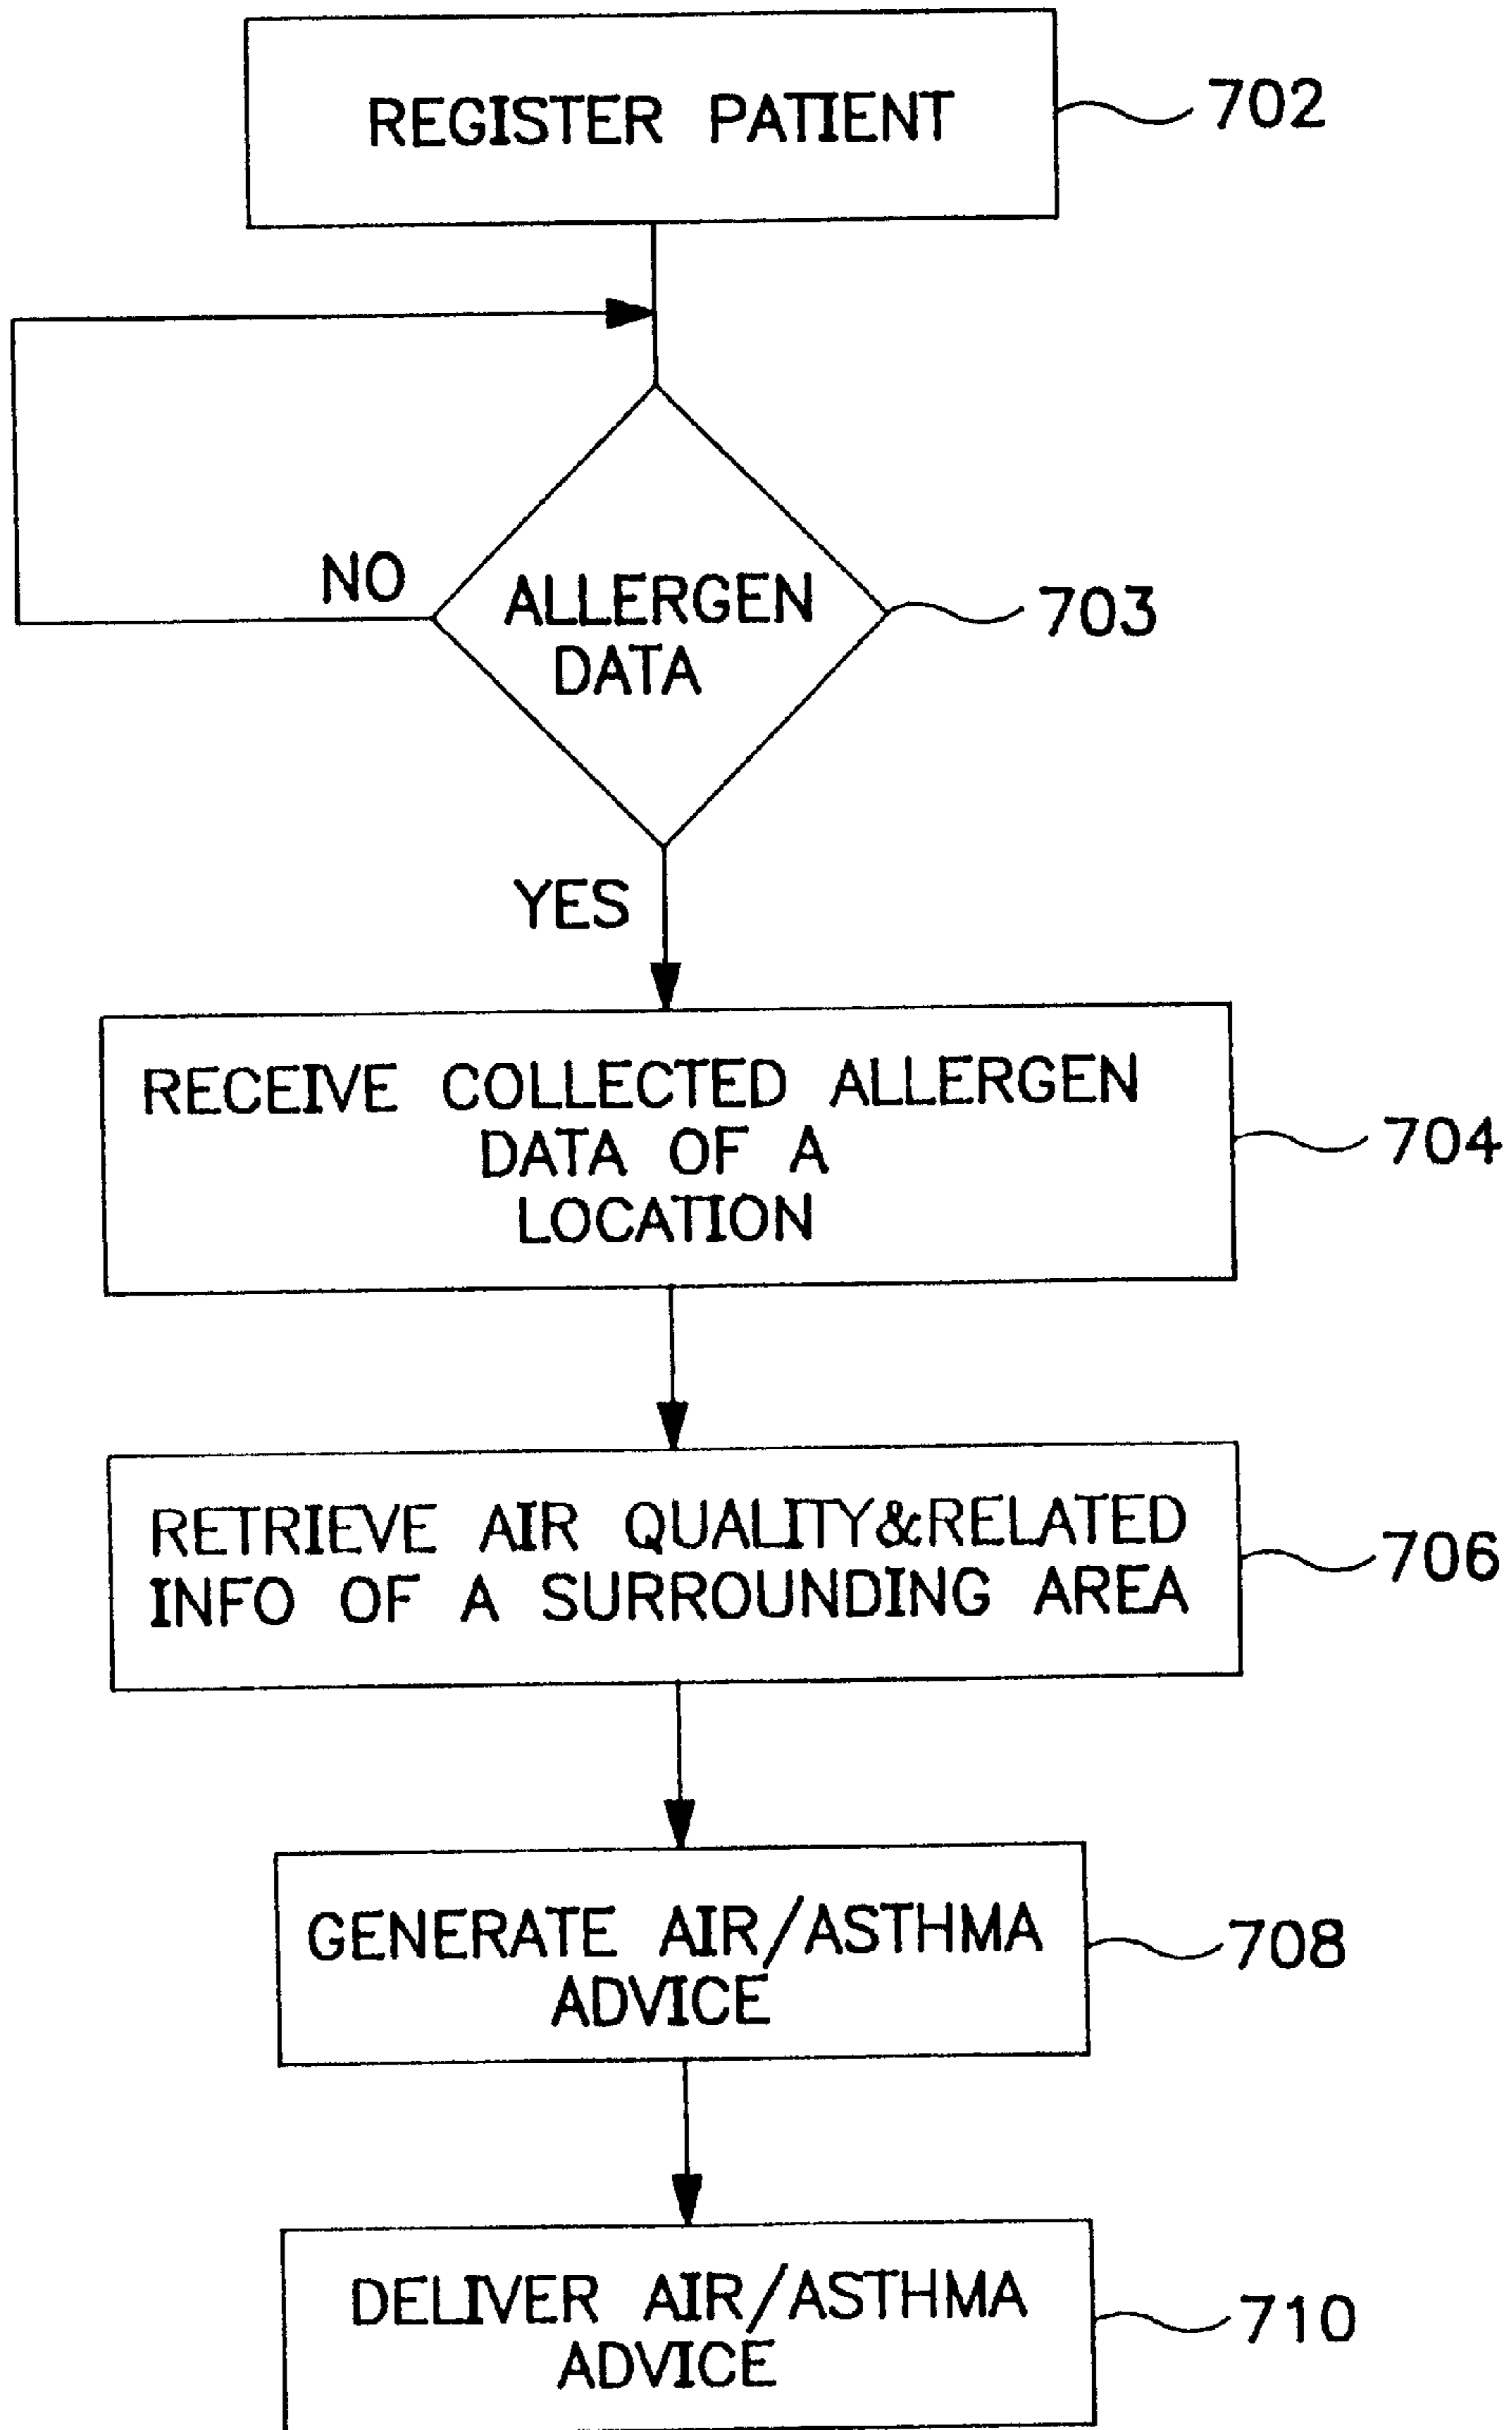 REGISTER PATIENT
702
NO
ALLERGEN
DATA
703
YES
RECEIVE COLLECTED ALLERGEN
DATA OF A
LOCATION
704
RETRIEVE AIR QUALITY&RELATED
INFO OF A SURROUNDING AREA
706
GENERATE AIR/ASTHMA
ADVICE
708
DELIVER AIR/ASTHMA
ADVICE
710